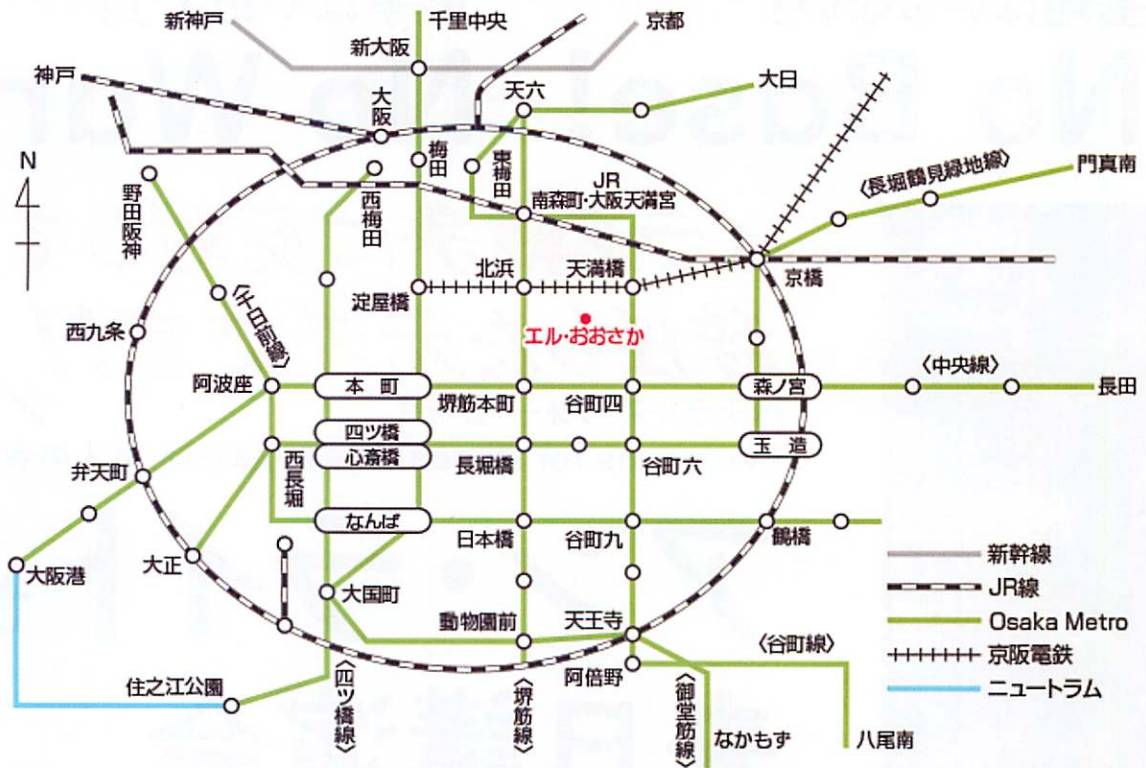 新神戸
千里中央
京都
新大阪
神戸
大阪
天六
大日
N
梅田
東梅田
JR
南森町・大阪天満宮
〈長堀鶴見緑地線〉
門真南
野田阪神
西梅田
北浜
天満橋
京橋
淀屋橋
〈千日前線〉
エル・おおさか
西九条
阿波座
本町
堺筋本町
谷町四
森ノ宮
〈中央線〉
長田
四ツ橋
心斎橋
西長堀
長堀橋
谷町六
玉造
弁天町
なんば
日本橋
谷町九
鶴橋
大阪港
大正
大国町
動物園前
天王寺
新幹線
JR線
Osaka Metro
京阪電鉄
ニュートラム
〈谷町線〉
阿倍野
住之江公園
〈四ツ橋線〉
〈堺筋線〉
〈御堂筋線〉
なかもず
八尾南